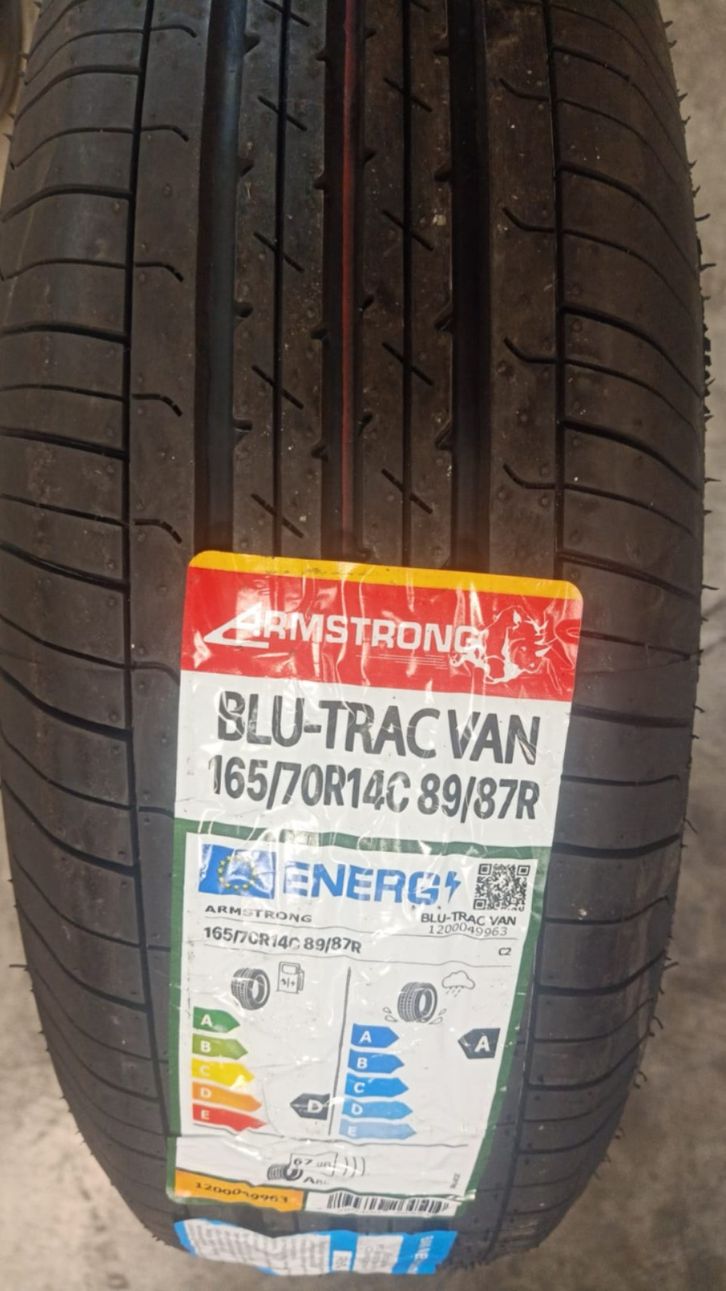 ARMSTRONG
BLU-TRAC VAN
165/70R14C 89/87R
ENERG
ARMSTRONG
BLU-TRAC VAN
1200049963
165/70R14C 89/87R
C2
A
B
C
D
E
D
A
B
C
D
E
A
67
1200049963